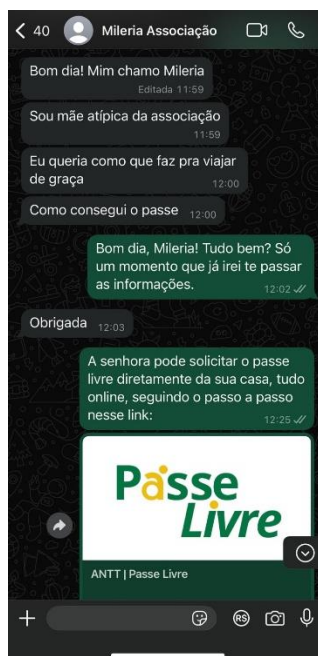 40 Mileria Associação
Bom dia! Mim chamo Mileria
Editada 11:59
Sou mãe atípica da associação
11:59
Eu queria como que faz pra viajar
de graça 12:00
Como consegui o passe 12:00
Bom dia, Mileria! Tudo bem? Só
um momento que já irei te passar
as informações. 12:02
Obrigada 12:03
A senhora pode solicitar o passe
livre diretamente da sua casa, tudo
online, seguindo o passo a passo
nesse link: 12:25
Passe
Livre
ANTT | Passe Livre
RS